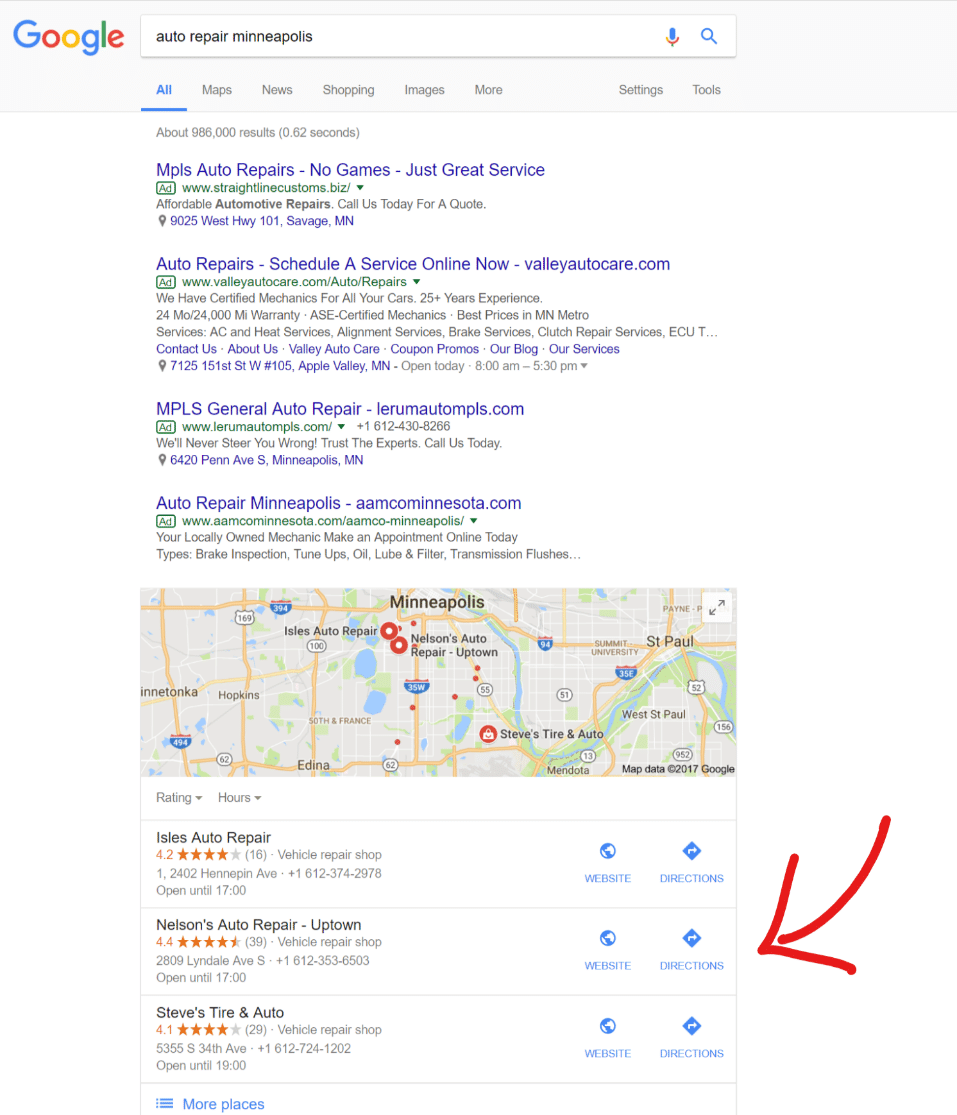 Google
auto repair minneapolis
All Maps News Shopping Images More Settings Tools
About 986,000 results (0.62 seconds)
Mpls Auto Repairs - No Games - Just Great Service
Ad www.straightlinecustoms.biz/
Affordable Automotive Repairs. Call Us Today For A Quote.
9025 West Hwy 101, Savage, MN
Auto Repairs - Schedule A Service Online Now - valleyautocare.com
Ad www.valleyautocare.com/Auto/Repairs
We Have Certified Mechanics For All Your Cars. 25+ Years Experience.
24 Mo/24,000 Mi Warranty · ASE-Certified Mechanics · Best Prices in MN Metro
Services: AC and Heat Services, Alignment Services, Brake Services, Clutch Repair Services, ECU T…
Contact Us · About Us · Valley Auto Care · Coupon Promos · Our Blog · Our Services
7125 151st St W #105, Apple Valley, MN - Open today · 8:00 am – 5:30 pm
MPLS General Auto Repair - lerumautompls.com
Ad www.lerumautompls.com/ +1 612-430-8266
We'll Never Steer You Wrong! Trust The Experts. Call Us Today.
6420 Penn Ave S, Minneapolis, MN
Auto Repair Minneapolis - aamcominnesota.com
Ad www.aamcominnesota.com/aamco-minneapolis/
Your Locally Owned Mechanic Make an Appointment Online Today
Types: Brake Inspection, Tune Ups, Oil, Lube & Filter, Transmission Flushes…
Minneapolis
394
PAYNE - P
169
Isles Auto Repair
100
Nelson's Auto
Repair - Uptown
94
SUMMIT-
UNIVERSITY
St Paul
35E
innetonka
Hopkins
35W
55
51
52
50TH & FRANCE
West St Paul
156
494
Steve's Tire & Auto
62
Edina
62
13
952
Mendota
Map data ©2017 Google
Rating Hours
Isles Auto Repair
4.2 (16) · Vehicle repair shop
1, 2402 Hennepin Ave · +1 612-374-2978
Open until 17:00
WEBSITE DIRECTIONS
Nelson's Auto Repair - Uptown
4.4 (39) · Vehicle repair shop
2809 Lyndale Ave S · +1 612-353-6503
Open until 17:00
WEBSITE DIRECTIONS
Steve's Tire & Auto
4.1 (29) · Vehicle repair shop
5355 S 34th Ave · +1 612-724-1202
Open until 19:00
WEBSITE DIRECTIONS
More places